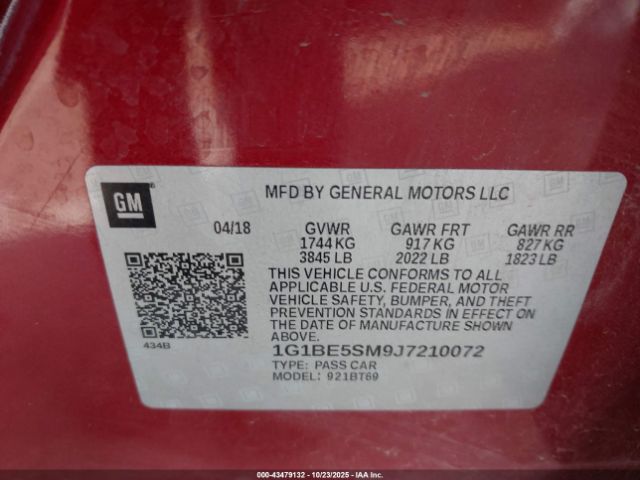 GM
MFD BY GENERAL MOTORS LLC
04/18 GVWR GAWR FRT GAWR RR
1744 KG 917 KG 827 KG
3845 LB 2022 LB 1823 LB
THIS VEHICLE CONFORMS TO ALL
APPLICABLE U.S. FEDERAL MOTOR
VEHICLE SAFETY, BUMPER, AND THEFT
PREVENTION STANDARDS IN EFFECT ON
THE DATE OF MANUFACTURE SHOWN
ABOVE.
434B
1G1BE5SM9J7210072
TYPE: PASS CAR
MODEL: 921BT69
000-43479132 - 10/23/2025 - Copyright © IAA, Inc.